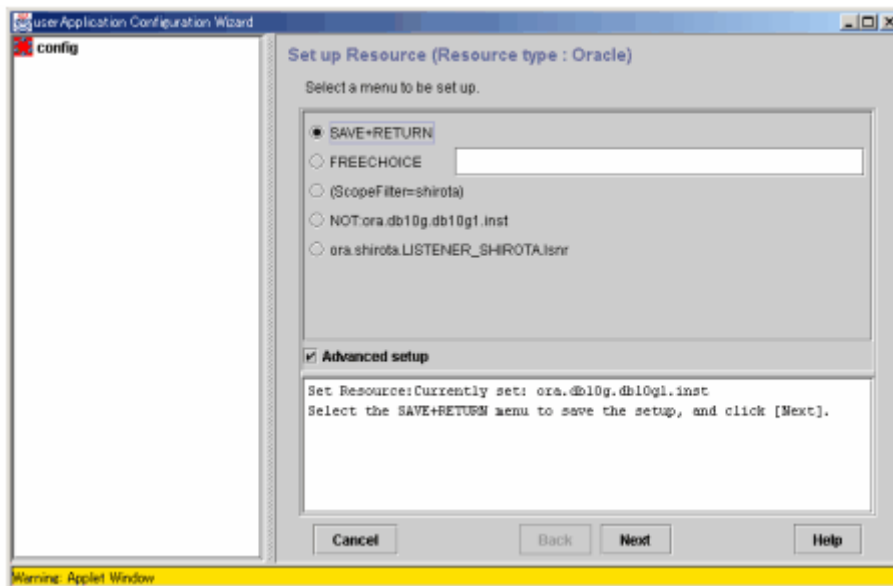 userApplication Configuration Wizard
config
Set up Resource (Resource type : Oracle)
Select a menu to be set up.
SAVE+RETURN
FREECHOICE
(ScopeFilter=shirota)
NOT:ora.db10g.db10g1.inst
ora.shirota.LISTENER_SHIROTA.lsnr
Advanced setup
Set Resource:Currently set: ora.db10g.db10g1.inst
Select the SAVE+RETURN menu to save the setup, and click [Next].
Cancel
Back
Next
Help
Warning: Applet Window